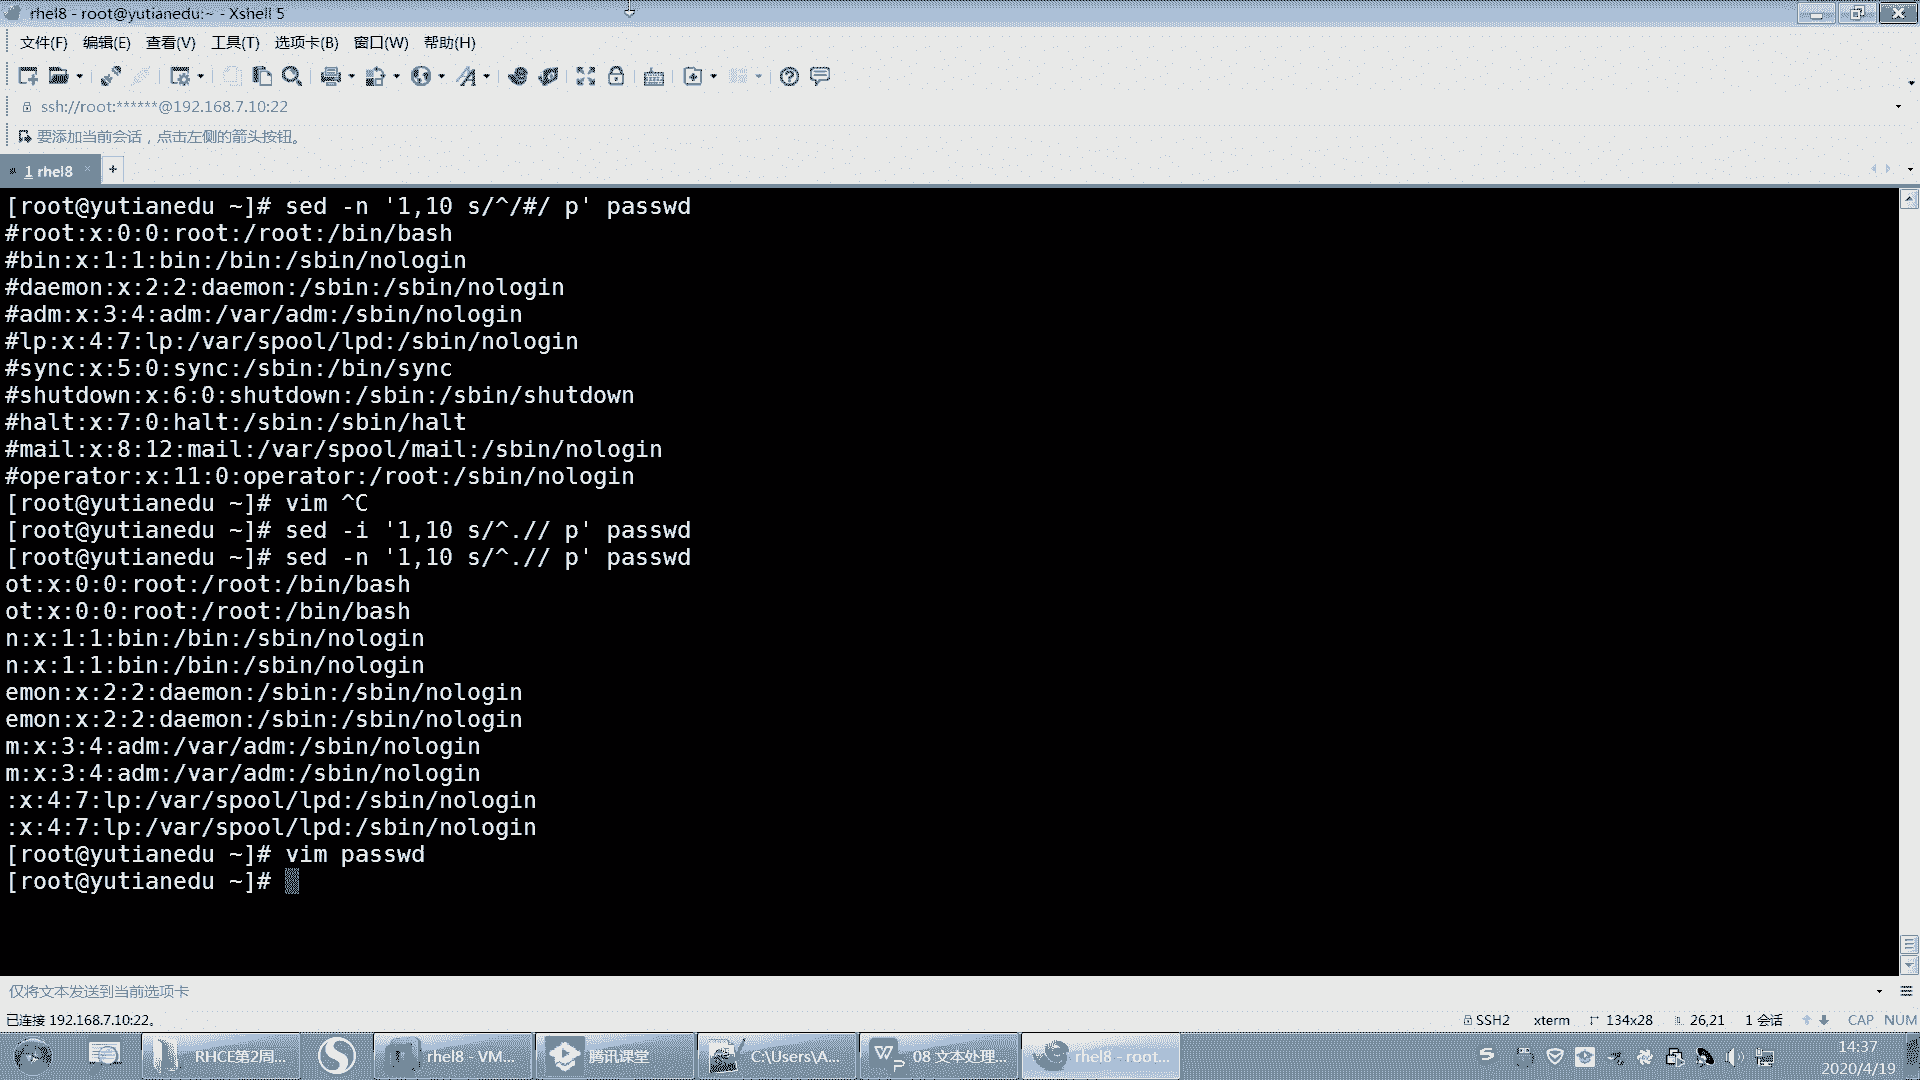 rhel8 - root@yutianedu:~ - Xshell 5
文件(F) 编辑(E) 查看(V) 工具(T) 选项卡(B) 窗口(W) 帮助(H)
ssh://root:******@192.168.7.10:22
要添加当前会话，点击左侧的箭头按钮。
1 rhel8
[root@yutianedu ~]# sed -n '1,10 s/^/#/ p' passwd
#root:x:0:0:root:/root:/bin/bash
#bin:x:1:1:bin:/bin:/sbin/nologin
#daemon:x:2:2:daemon:/sbin:/sbin/nologin
#adm:x:3:4:adm:/var/adm:/sbin/nologin
#lp:x:4:7:lp:/var/spool/lpd:/sbin/nologin
#sync:x:5:0:sync:/sbin:/bin/sync
#shutdown:x:6:0:shutdown:/sbin:/sbin/shutdown
#halt:x:7:0:halt:/sbin:/sbin/halt
#mail:x:8:12:mail:/var/spool/mail:/sbin/nologin
#operator:x:11:0:operator:/root:/sbin/nologin
[root@yutianedu ~]# vim ^C
[root@yutianedu ~]# sed -i '1,10 s/^.// p' passwd
[root@yutianedu ~]# sed -n '1,10 s/^.// p' passwd
ot:x:0:0:root:/root:/bin/bash
ot:x:0:0:root:/root:/bin/bash
n:x:1:1:bin:/bin:/sbin/nologin
n:x:1:1:bin:/bin:/sbin/nologin
emon:x:2:2:daemon:/sbin:/sbin/nologin
emon:x:2:2:daemon:/sbin:/sbin/nologin
m:x:3:4:adm:/var/adm:/sbin/nologin
m:x:3:4:adm:/var/adm:/sbin/nologin
:x:4:7:lp:/var/spool/lpd:/sbin/nologin
:x:4:7:lp:/var/spool/lpd:/sbin/nologin
[root@yutianedu ~]# vim passwd
[root@yutianedu ~]#
仅将文本发送到当前选项卡
已连接 192.168.7.10:22。 SSH2 xterm 134x28 26,21 1 会话 CAP NUM
RHCE第2周... rhel8 - VM... 腾讯课堂 C:\Users\A... 08 文本处理... rhel8 - root... 14:37
2020/4/19